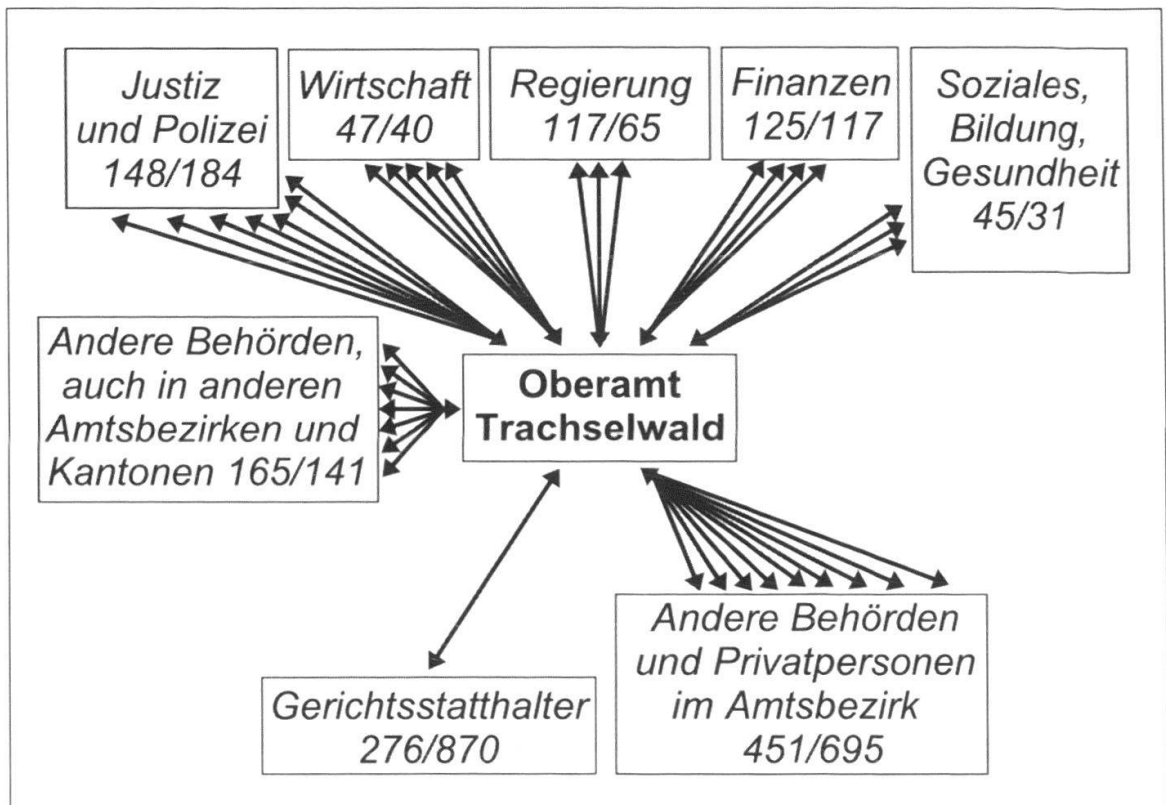 Justiz
und Polizei
148/184
Wirtschaft
47/40
Regierung
117/65
Finanzen
125/117
Soziales,
Bildung,
Gesundheit
45/31
Andere Behörden,
auch in anderen
Amtsbezirken und
Kantonen 165/141
Oberamt
Trachselwald
Gerichtsstatthalter
276/870
Andere Behörden
und Privatpersonen
im Amtsbezirk
451/695